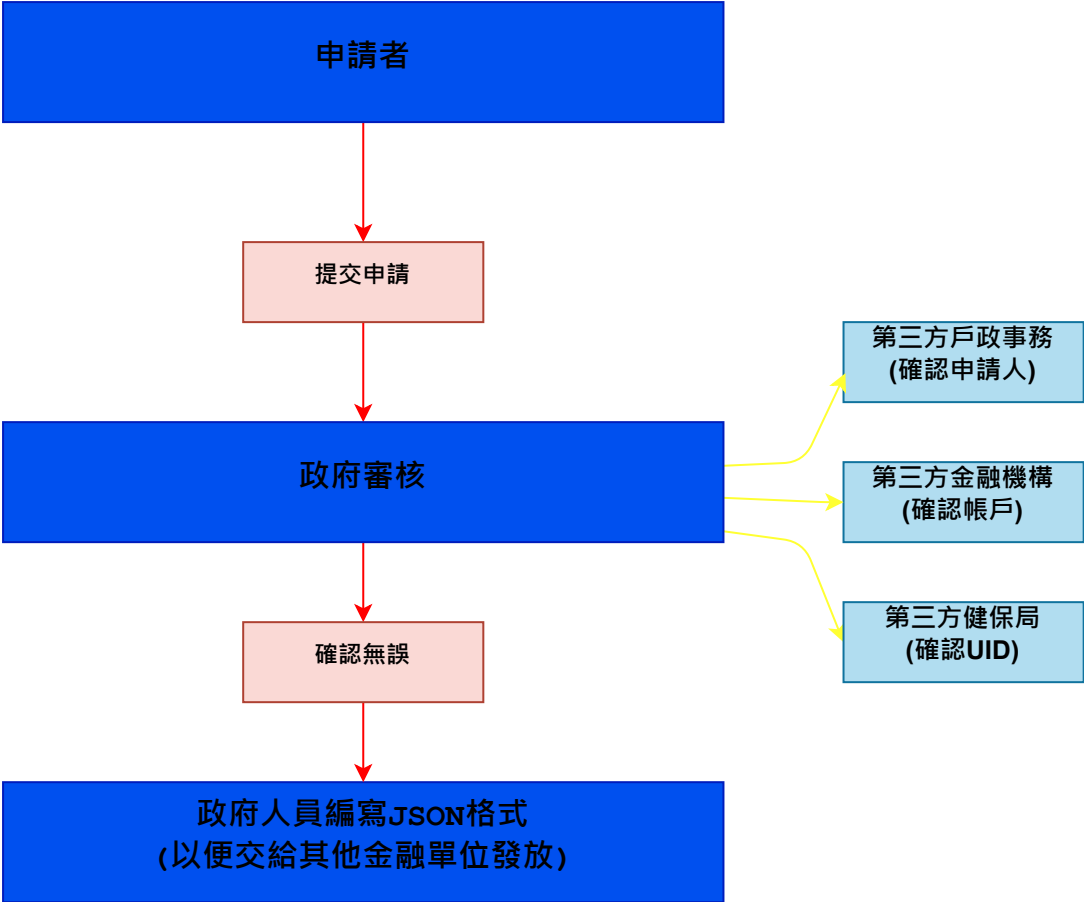 申請者
提交申請
第三方戶政事務
(確認申請人)
政府審核
第三方金融機構
(確認帳戶)
第三方健保局
(確認UID)
確認無誤
政府人員編寫JSON格式
(以便交給其他金融單位發放)